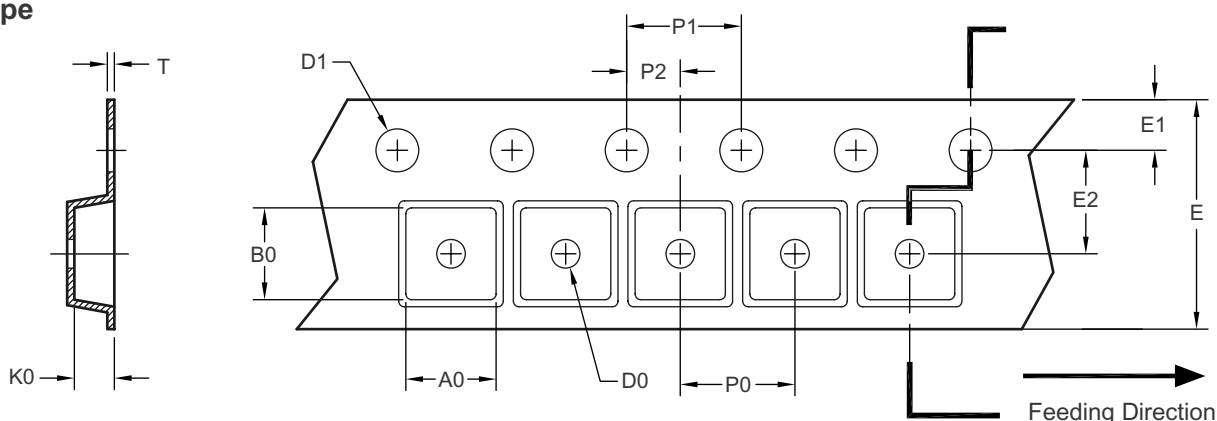 pe
T
D1
P1
P2
E1
E2
E
B0
K0
A0
D0
P0
Feeding Direction